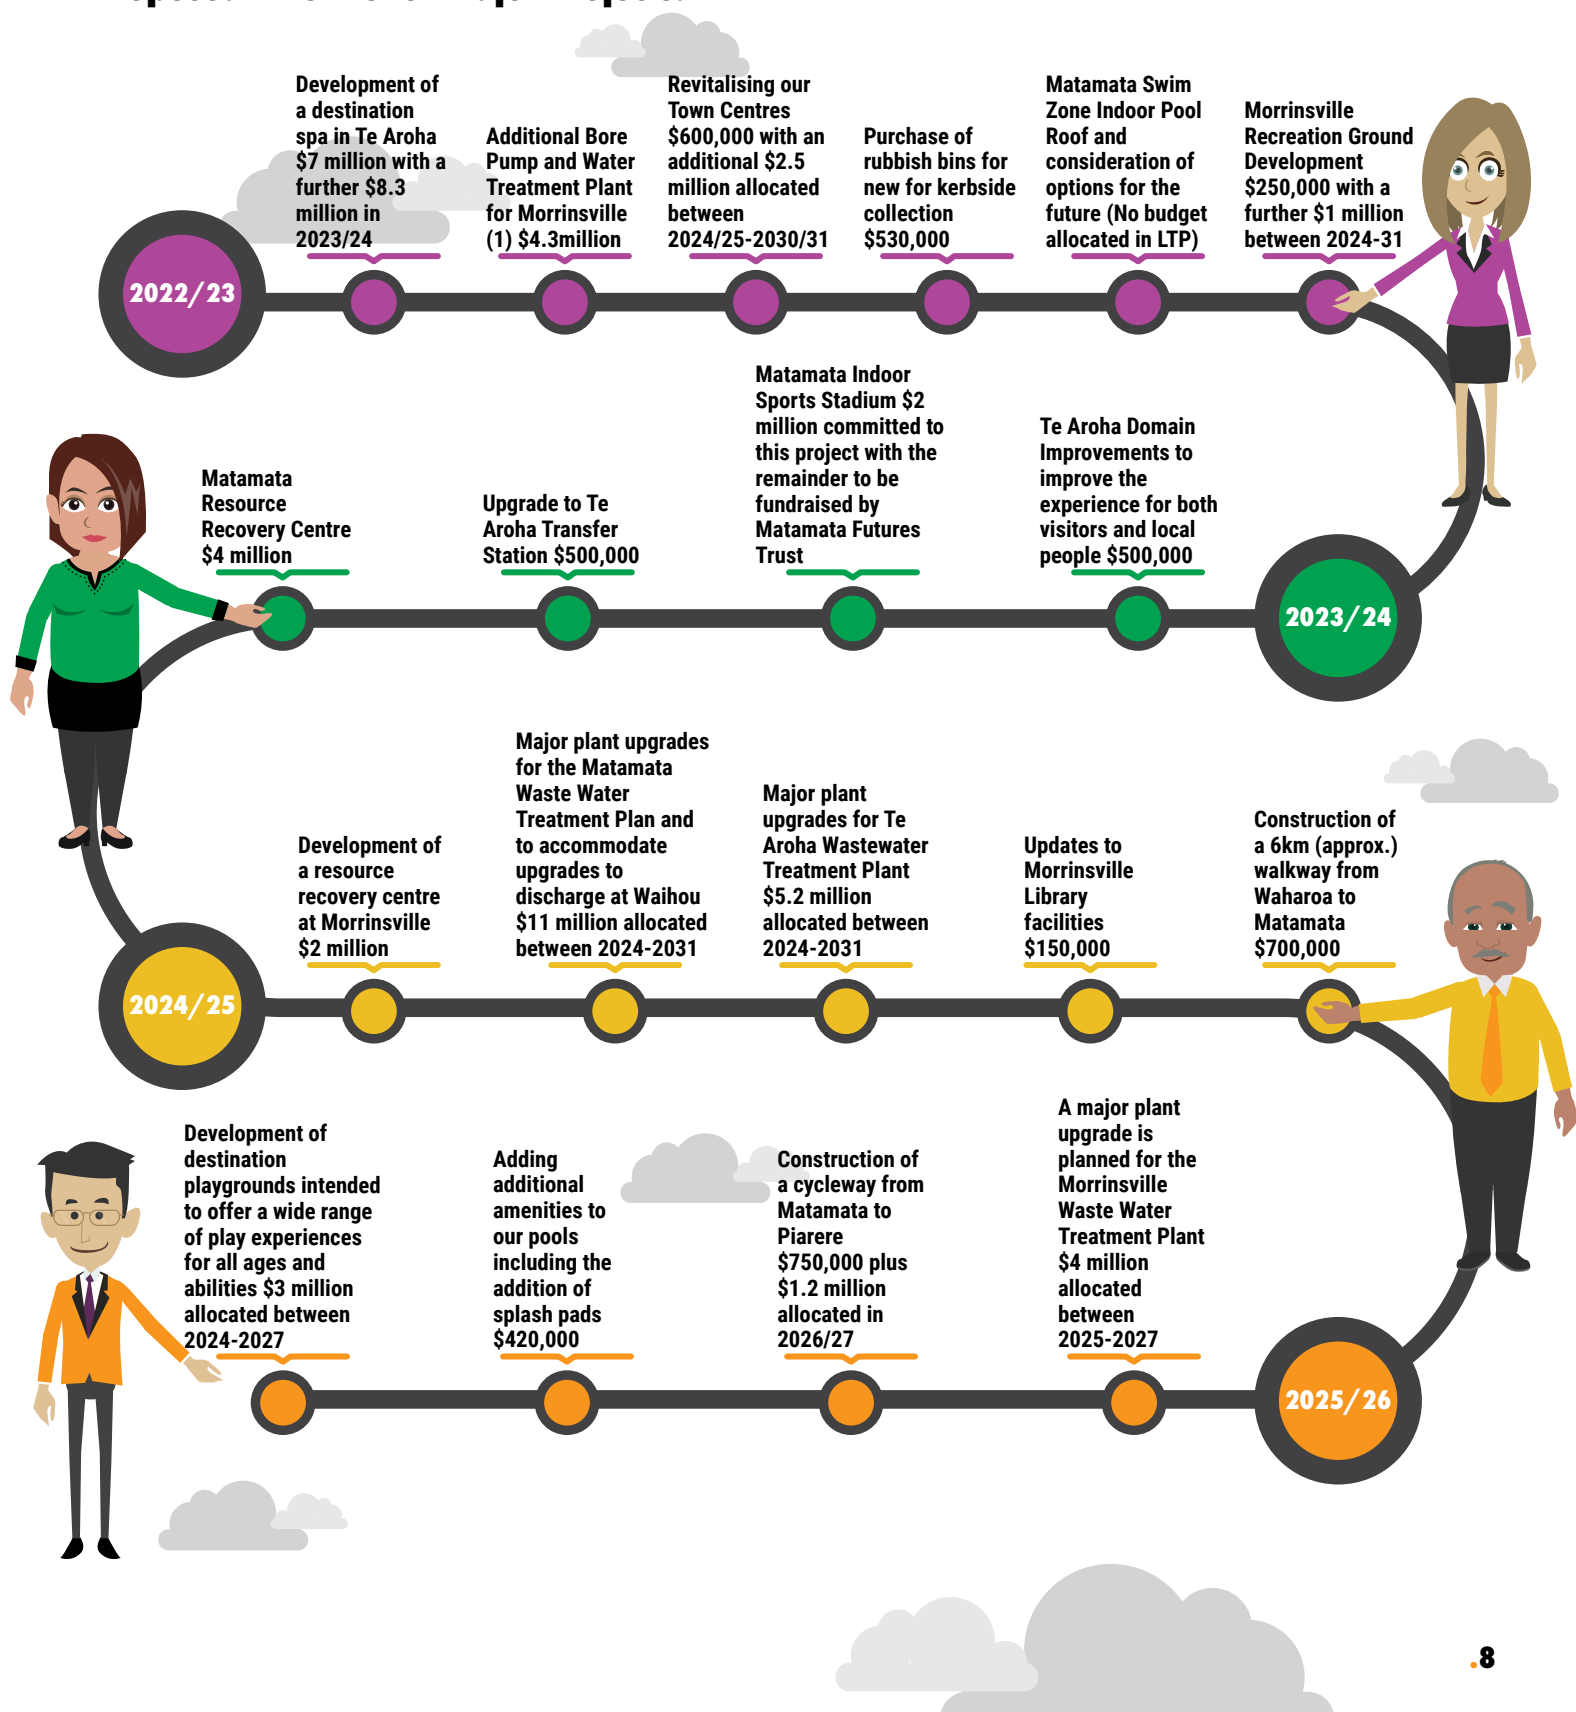 2022/23
Development of
a destination
spa in Te Aroha
$7 million with a
further $8.3
million in
2023/24
Additional Bore
Pump and Water
Treatment Plant
for Morrinsville
(1) $4.3million
Revitalising our
Town Centres
$600,000 with an
additional $2.5
million allocated
between
2024/25-2030/31
Purchase of
rubbish bins for
new for kerbside
collection
$530,000
Matamata Swim
Zone Indoor Pool
Roof and
consideration of
options for the
future (No budget
allocated in LTP)
Morrinsville
Recreation Ground
Development
$250,000 with a
further $1 million
between 2024-31
Matamata
Resource
Recovery Centre
$4 million
Upgrade to Te
Aroha Transfer
Station $500,000
Matamata Indoor
Sports Stadium $2
million committed to
this project with the
remainder to be
fundraised by
Matamata Futures
Trust
Te Aroha Domain
Improvements to
improve the
experience for both
visitors and local
people $500,000
2023/24
2024/25
Development of
a resource
recovery centre
at Morrinsville
$2 million
Major plant upgrades
for the Matamata
Waste Water
Treatment Plan and
to accommodate
upgrades to
discharge at Waihou
$11 million allocated
between 2024-2031
Major plant
upgrades for Te
Aroha Wastewater
Treatment Plant
$5.2 million
allocated between
2024-2031
Updates to
Morrinsville
Library
facilities
$150,000
Construction of
a 6km (approx.)
walkway from
Waharoa to
Matamata
$700,000
Development of
destination
playgrounds intended
to offer a wide range
of play experiences
for all ages and
abilities $3 million
allocated between
2024-2027
Adding
additional
amenities to
our pools
including the
addition of
splash pads
$420,000
Construction of
a cycleway from
Matamata to
Piarere
$750,000 plus
$1.2 million
allocated in
2026/27
A major plant
upgrade is
planned for the
Morrinsville
Waste Water
Treatment Plant
$4 million
allocated
between
2025-2027
2025/26
.8